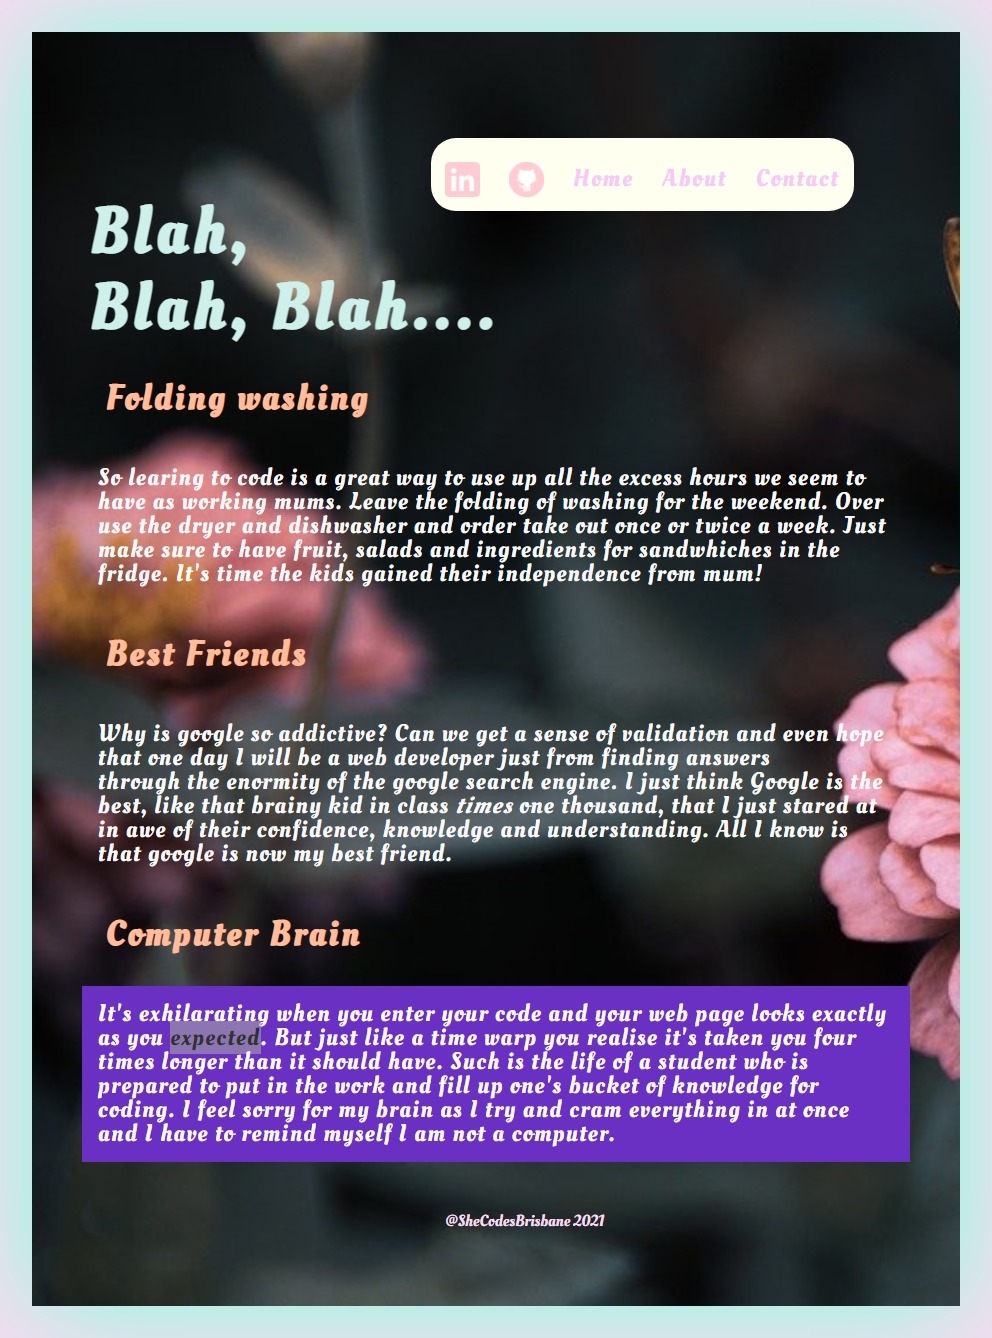 in
Home About Contact
Blah,
Blah, Blah....
Folding washing
So learing to code is a great way to use up all the excess hours we seem to
have as working mums. Leave the folding of washing for the weekend. Over
use the dryer and dishwasher and order take out once or twice a week. Just
make sure to have fruit, salads and ingredients for sandwhiches in the
fridge. It's time the kids gained their independence from mum!
Best Friends
Why is google so addictive? Can we get a sense of validation and even hope
that one day I will be a web developer just from finding answers
through the enormity of the google search engine. I just think Google is the
best, like that brainy kid in class times one thousand, that I just stared at
in awe of their confidence, knowledge and understanding. All I know is
that google is now my best friend.
Computer Brain
It's exhilarating when you enter your code and your web page looks exactly
as you expected. But just like a time warp you realise it's taken you four
times longer than it should have. Such is the life of a student who is
prepared to put in the work and fill up one's bucket of knowledge for
coding. I feel sorry for my brain as I try and cram everything in at once
and I have to remind myself I am not a computer.
@SheCodesBrisbane 2021